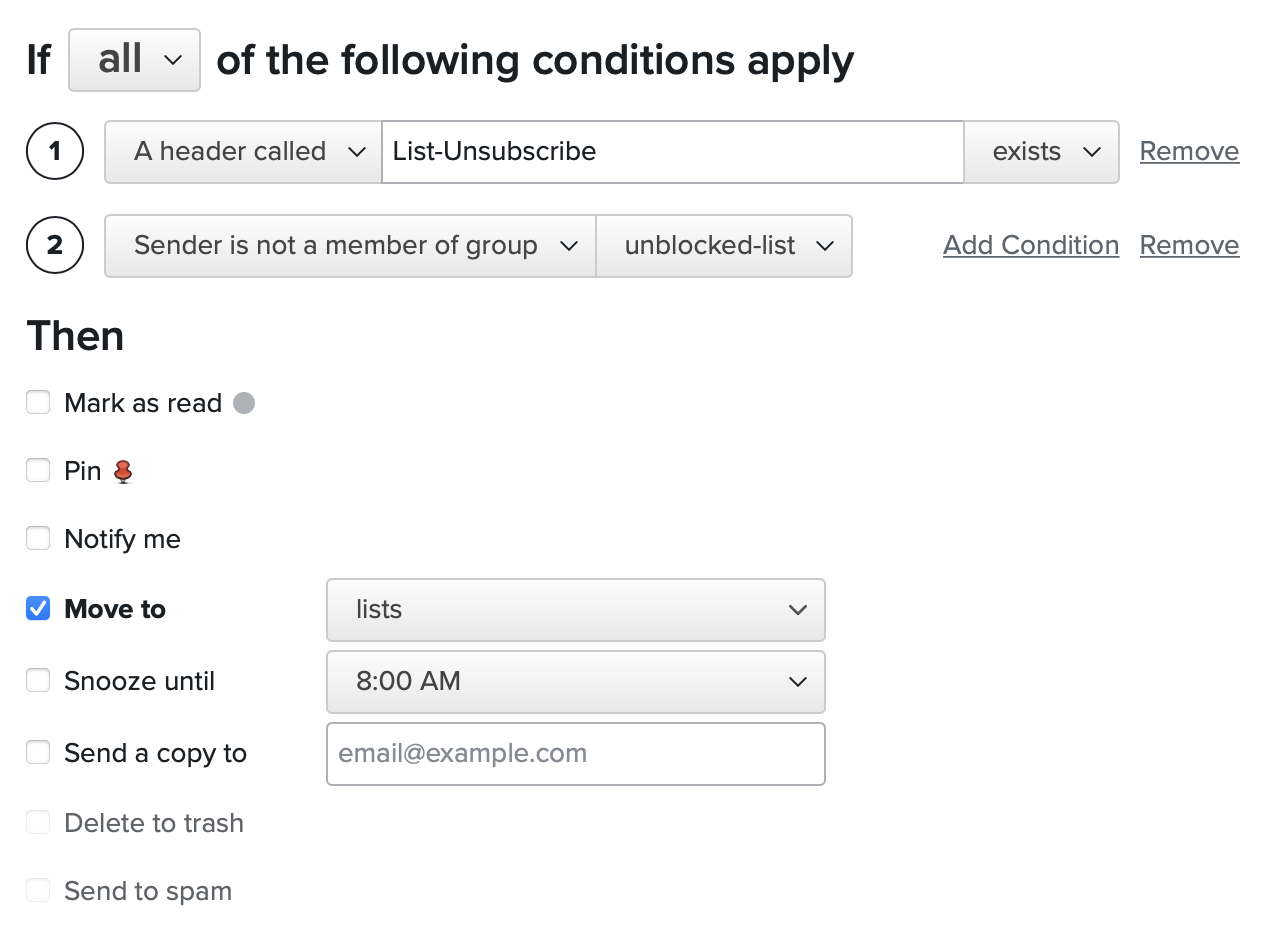 If all of the following conditions apply
1 A header called List-Unsubscribe exists Remove
2 Sender is not a member of group unblocked-list Add Condition Remove
Then
Mark as read
Pin
Notify me
Move to lists
Snooze until 8:00 AM
Send a copy to email@example.com
Delete to trash
Send to spam